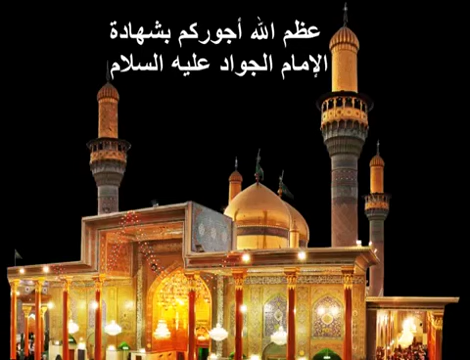 عظم الله أجوركم بشهادة
الإمام الجواد عليه السلام